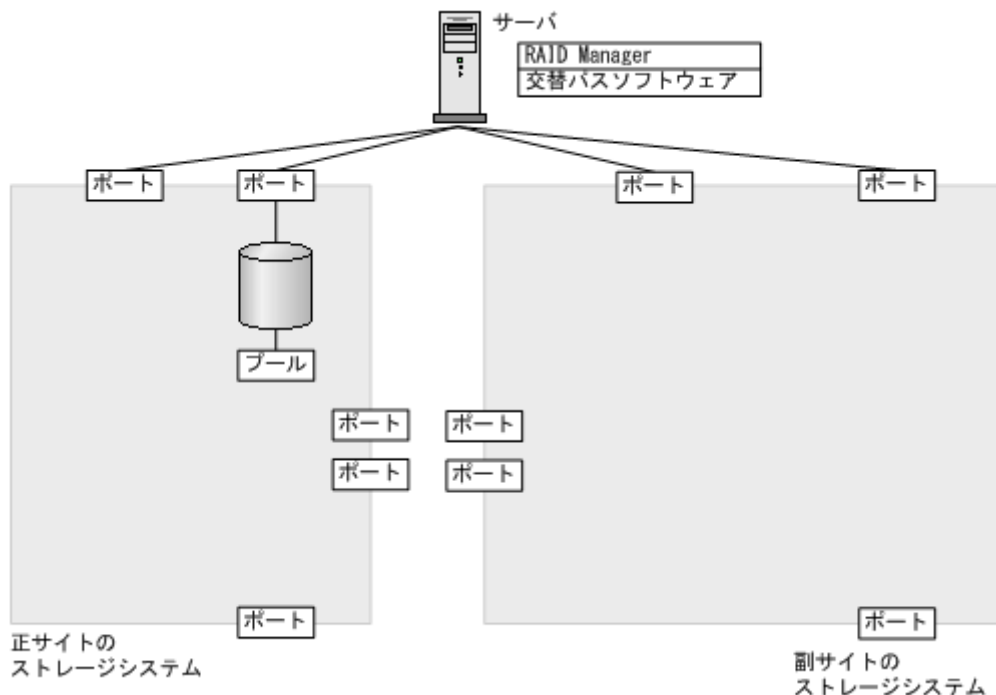 サーバ
RAID Manager
交替パスソフトウェア
ポート
ポート
ポート
ポート
プール
ポート
ポート
ポート
ポート
ポート
ポート
正サイトの
ストレージシステム
副サイトの
ストレージシステム